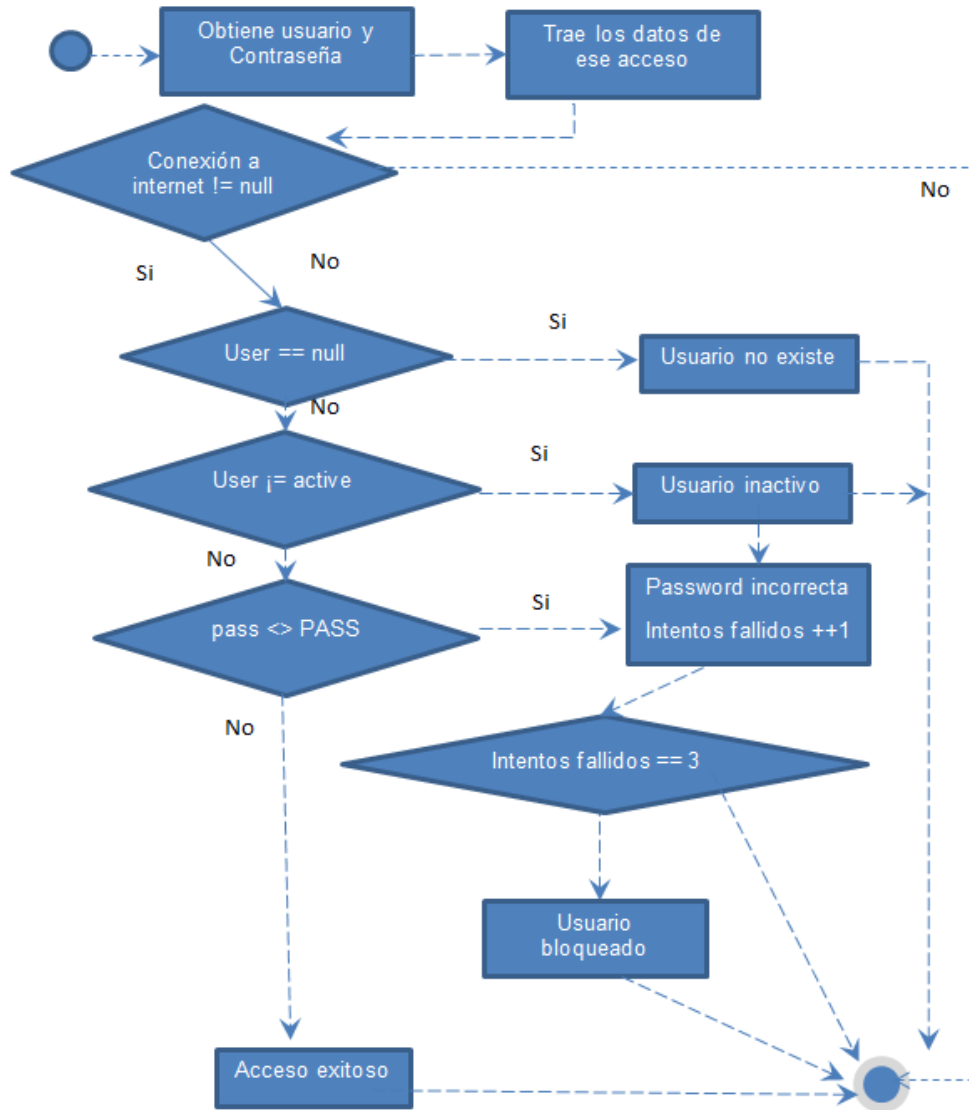 Obtiene usuario y
Contraseña
Trae los datos de
ese acceso
Conexión a
internet != null
No
Si
No
User == null
Si
Usuario no existe
No
User ¡= active
Si
Usuario inactivo
No
pass <> PASS
Si
Password incorrecta
Intentos fallidos ++1
No
Intentos fallidos == 3
Usuario
bloqueado
Acceso exitoso